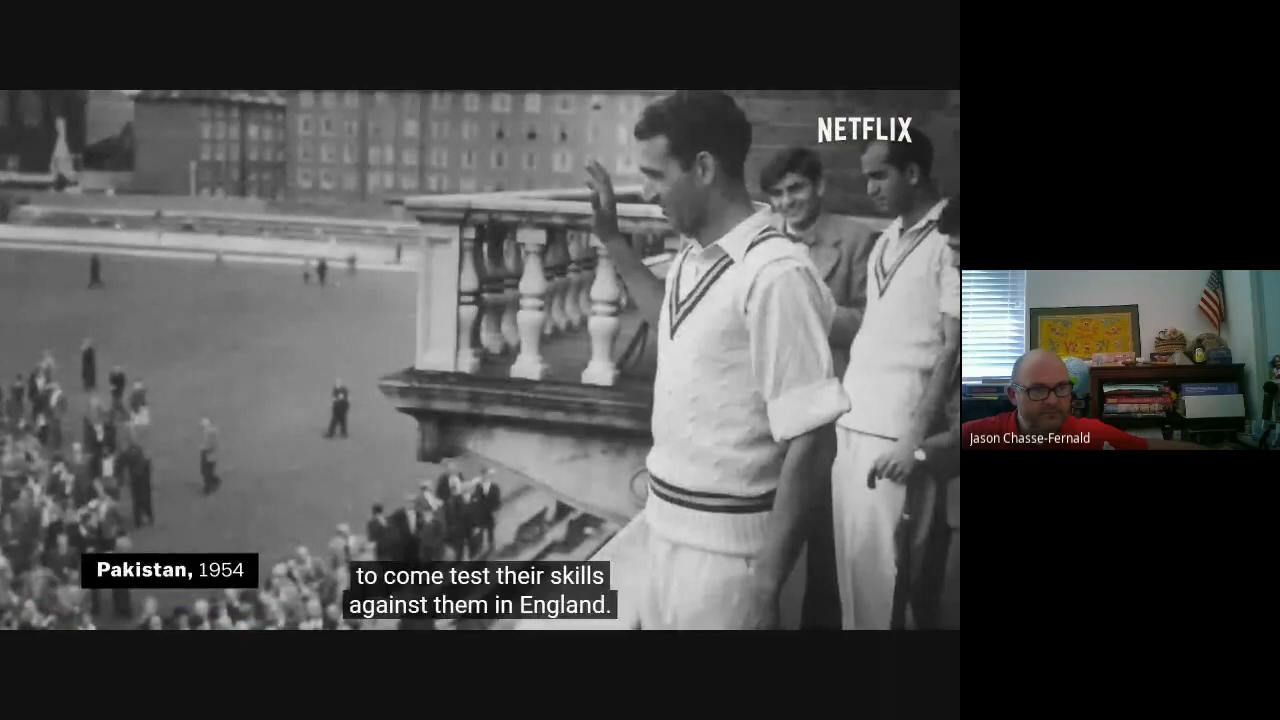 NETFLIX
Pakistan, 1954
to come test their skills
against them in England.
Jason Chasse-Fernald